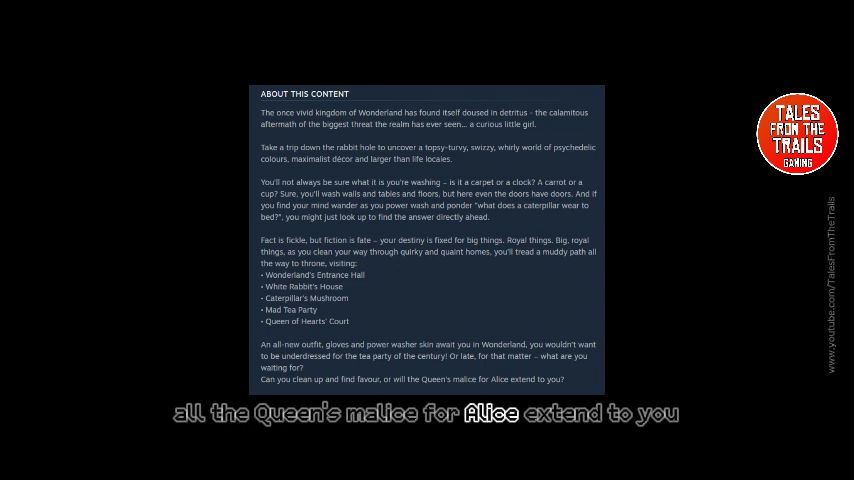 ABOUT THIS CONTENT
The once vivid kingdom of Wonderland has found itself doused in detritus - the calamitous
aftermath of the biggest threat the realm has ever seen... a curious little girl.
Take a trip down the rabbit hole to uncover a topsy-turvy, swizzy, whirly world of psychedelic
colours, maximalist décor and larger than life locales.
You'll not always be sure what it is you're washing – is it a carpet or a clock? A carrot or a
cup? Sure, you'll wash walls and tables and floors, but here even the doors have doors. And if
you find your mind wander as you power wash and ponder "what does a caterpillar wear to
bed?", you might just look up to find the answer directly ahead.
Fact is fickle, but fiction is fate – your destiny is fixed for big things. Royal things. Big, royal
things, as you clean your way through quirky and quaint homes, you'll tread a muddy path all
the way to throne, visiting:
• Wonderland's Entrance Hall
• White Rabbit's House
• Caterpillar's Mushroom
• Mad Tea Party
• Queen of Hearts' Court
An all-new outfit, gloves and power washer skin await you in Wonderland, you wouldn't want
to be underdressed for the tea party of the century! Or late, for that matter – what are you
waiting for?
Can you clean up and find favour, or will the Queen's malice for Alice extend to you?
all the Queen's malice for Alice extend to you
TALES
FROM THE
TRAILS
GAMING
www.youtube.com/TalesFromTheTrails